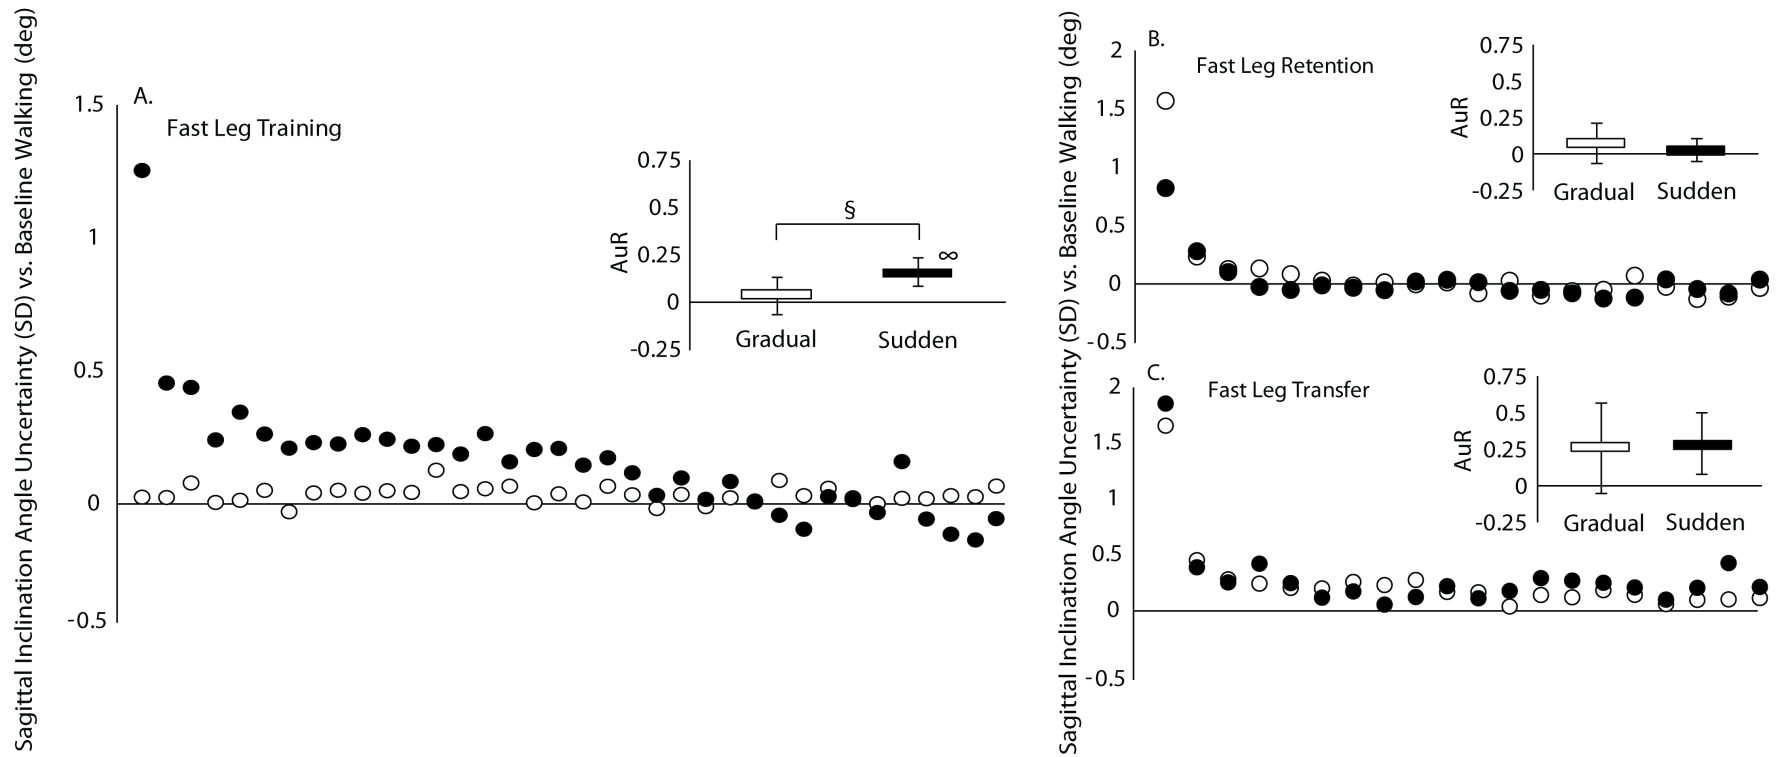 Sagittal Inclination Angle Uncertainty (SD) vs. Baseline Walking (deg)
A.
Fast Leg Training
1.5
1
0.5
0
-0.5
AuR
0.75
0.5
0.25
0
-0.25
§
∞
Gradual
Sudden
Sagittal Inclination Angle Uncertainty (SD) vs. Baseline Walking (deg)
B.
Fast Leg Retention
2
1.5
1
0.5
0
-0.5
AuR
0.75
0.5
0.25
0
-0.25
Gradual
Sudden
C.
Fast Leg Transfer
2
1.5
1
0.5
0
-0.5
AuR
0.75
0.5
0.25
0
-0.25
Gradual
Sudden